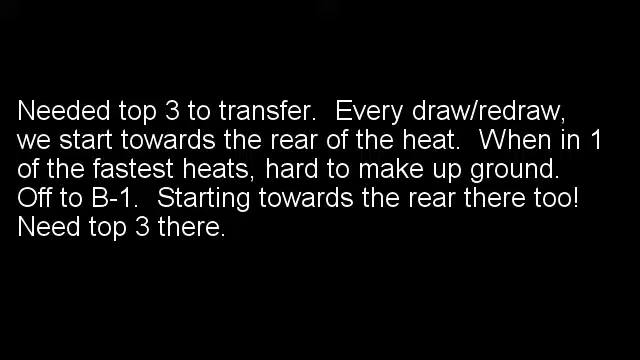 Needed top 3 to transfer.  Every draw/redraw,
we start towards the rear of the heat.  When in 1
of the fastest heats, hard to make up ground.
Off to B-1.  Starting towards the rear there too!
Need top 3 there.